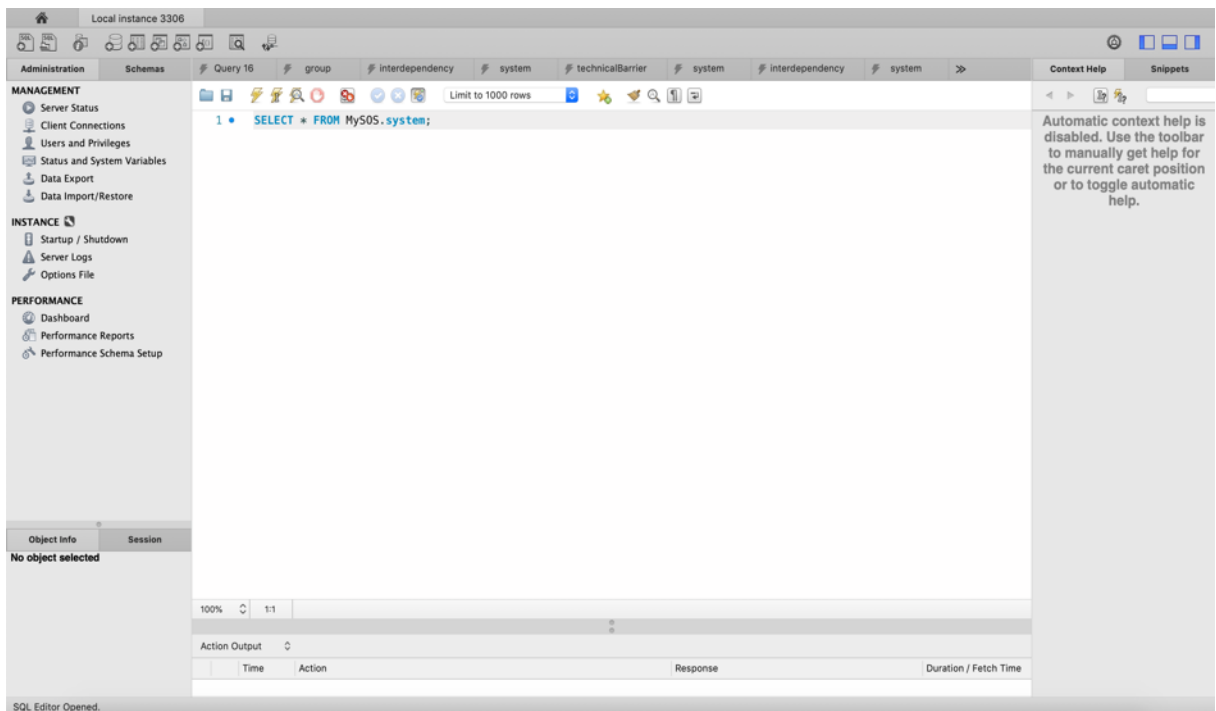 Local instance 3306
Administration
Schemas
Query 16
group
interdependency
system
technicalBarrier
system
interdependency
system
Context Help
Snippets
MANAGEMENT
Server Status
Client Connections
Users and Privileges
Status and System Variables
Data Export
Data Import/Restore
INSTANCE
Startup / Shutdown
Server Logs
Options File
PERFORMANCE
Dashboard
Performance Reports
Performance Schema Setup
Limit to 1000 rows
1 SELECT * FROM MySOS.system;
Automatic context help is
disabled. Use the toolbar
to manually get help for
the current caret position
or to toggle automatic
help.
Object Info
Session
No object selected
100%
1:1
Action Output
Time
Action
Response
Duration / Fetch Time
SQL Editor Opened.